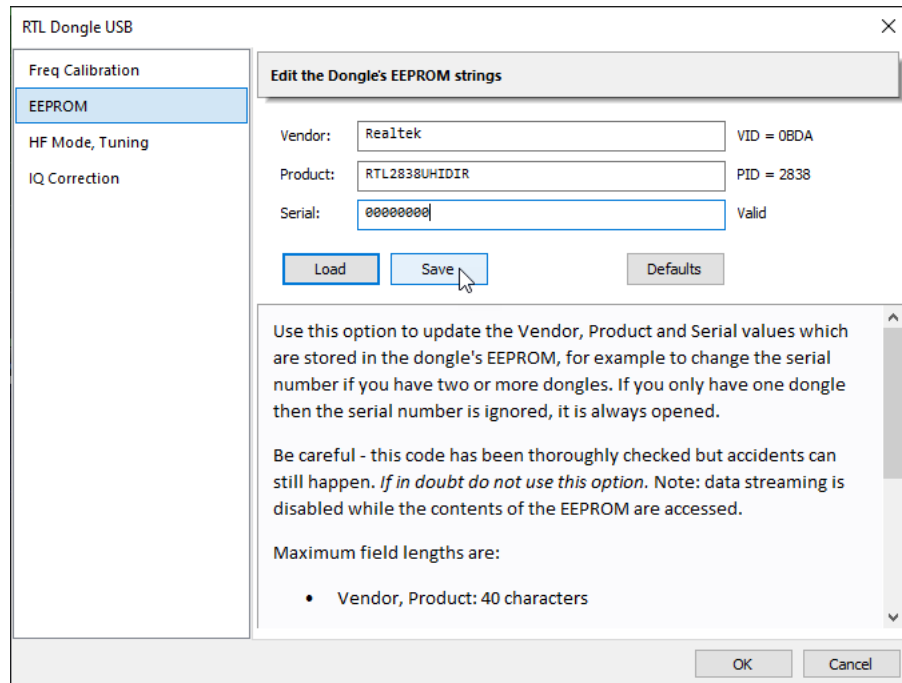 RTL Dongle USB
Freq Calibration
EEPROM
HF Mode, Tuning
IQ Correction
Edit the Dongle's EEPROM strings
Vendor: Realtek VID = 0BDA
Product: RTL2838UHIDIR PID = 2838
Serial: 00000000 Valid
Load Save Defaults
Use this option to update the Vendor, Product and Serial values which
are stored in the dongle's EEPROM, for example to change the serial
number if you have two or more dongles. If you only have one dongle
then the serial number is ignored, it is always opened.
Be careful - this code has been thoroughly checked but accidents can
still happen. If in doubt do not use this option. Note: data streaming is
disabled while the contents of the EEPROM are accessed.
Maximum field lengths are:
• Vendor, Product: 40 characters
OK Cancel